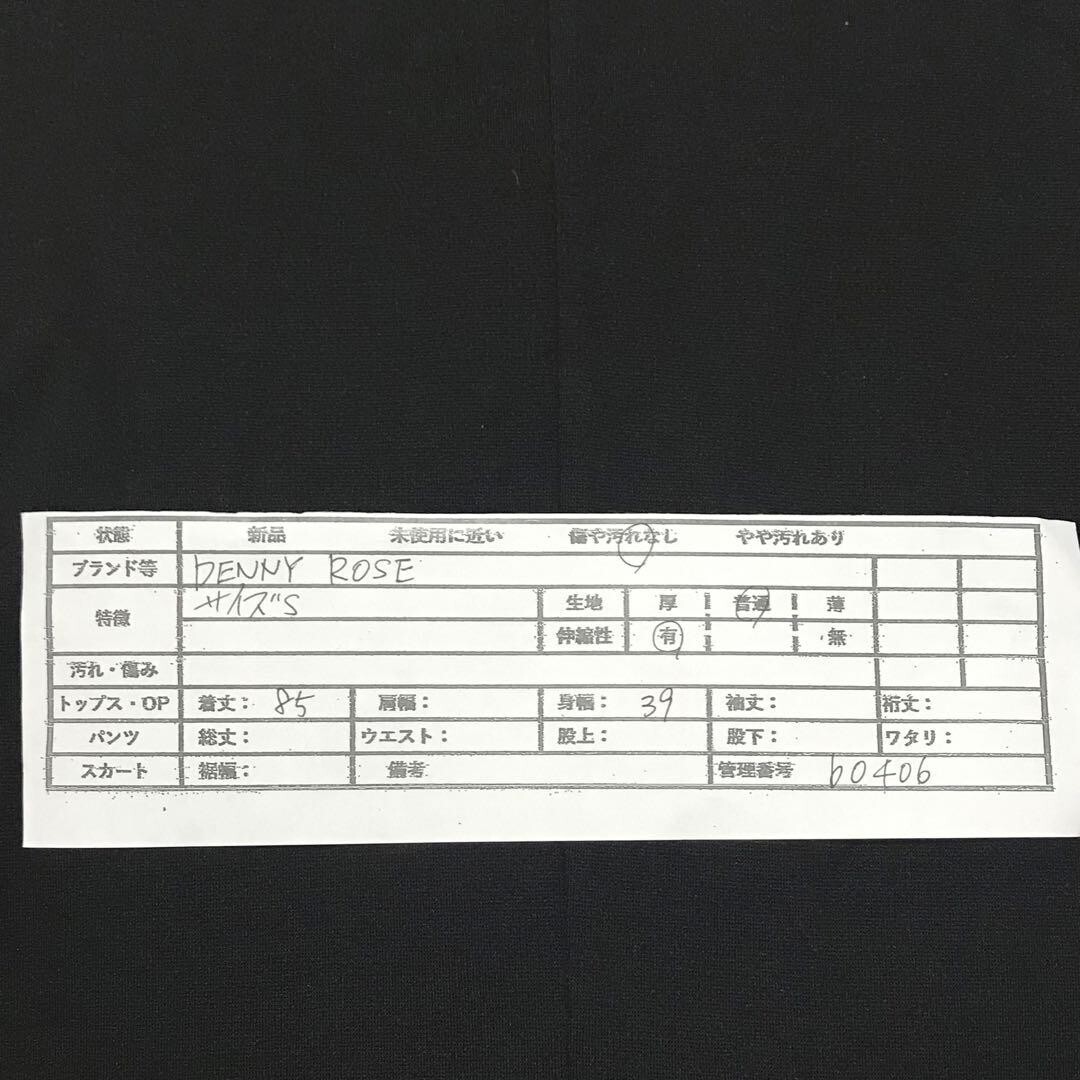 状態 新品 未使用に近い 傷や汚れなし やや汚れあり
ブランド等 DENNY ROSE
特徴 サイズS 生地 厚 普通 薄
伸縮性 有 無
汚れ・傷み
トップス・OP 着丈: 85 肩幅: 身幅: 39 袖丈: 裄丈:
パンツ 総丈: ウエスト: 股上: 股下: ワタリ:
スカート 裾幅: 備考 管理番号 b0406